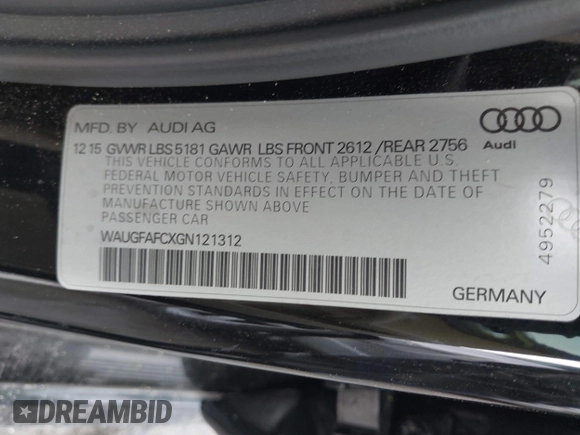 MFD. BY AUDI AG
12 15 GVWR LBS 5181 GAWR LBS FRONT 2612 /REAR 2756
THIS VEHICLE CONFORMS TO ALL APPLICABLE U.S.
FEDERAL MOTOR VEHICLE SAFETY, BUMPER AND THEFT
PREVENTION STANDARDS IN EFFECT ON THE DATE OF
MANUFACTURE SHOWN ABOVE
PASSENGER CAR
WAUGFAFCXGN121312
Audi
4952279
GERMANY
DREAMBID